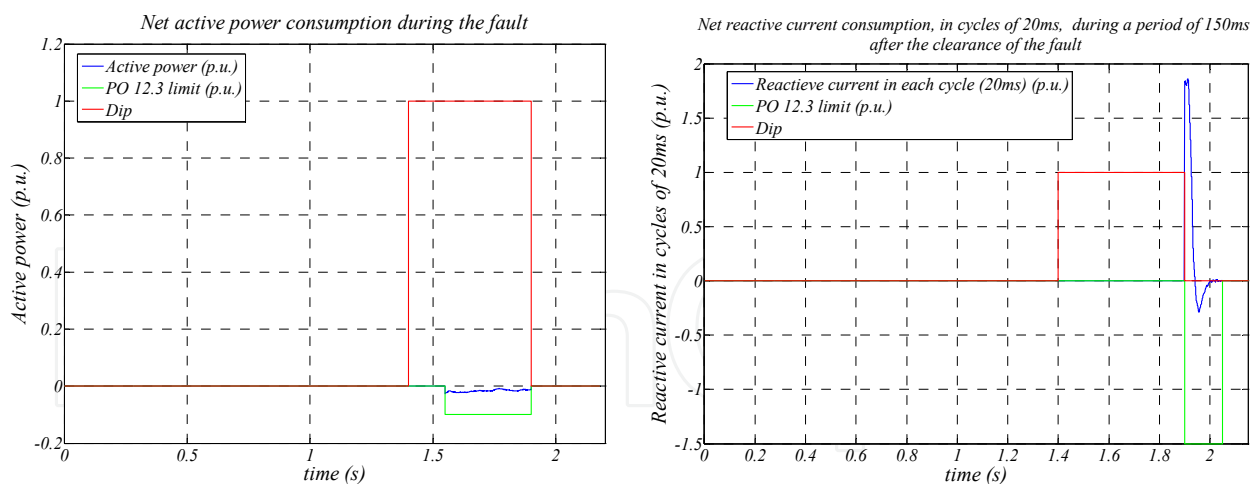 Net active power consumption during the fault
Active power (p.u.)
PO 12.3 limit (p.u.)
Dip
1.2
1
0.8
0.6
0.4
0.2
0
-0.2
Active power (p.u.)
0
0.5
1
1.5
2
time (s)
Net reactive current consumption, in cycles of 20ms, during a period of 150ms
after the clearance of the fault
Reactieve current in each cycle (20ms) (p.u.)
PO 12.3 limit (p.u.)
Dip
2
1.5
1
0.5
0
-0.5
-1
-1.5
Reactive current in cycles of 20ms (p.u.)
0
0.2
0.4
0.6
0.8
1
1.2
1.4
1.6
1.8
2
time (s)